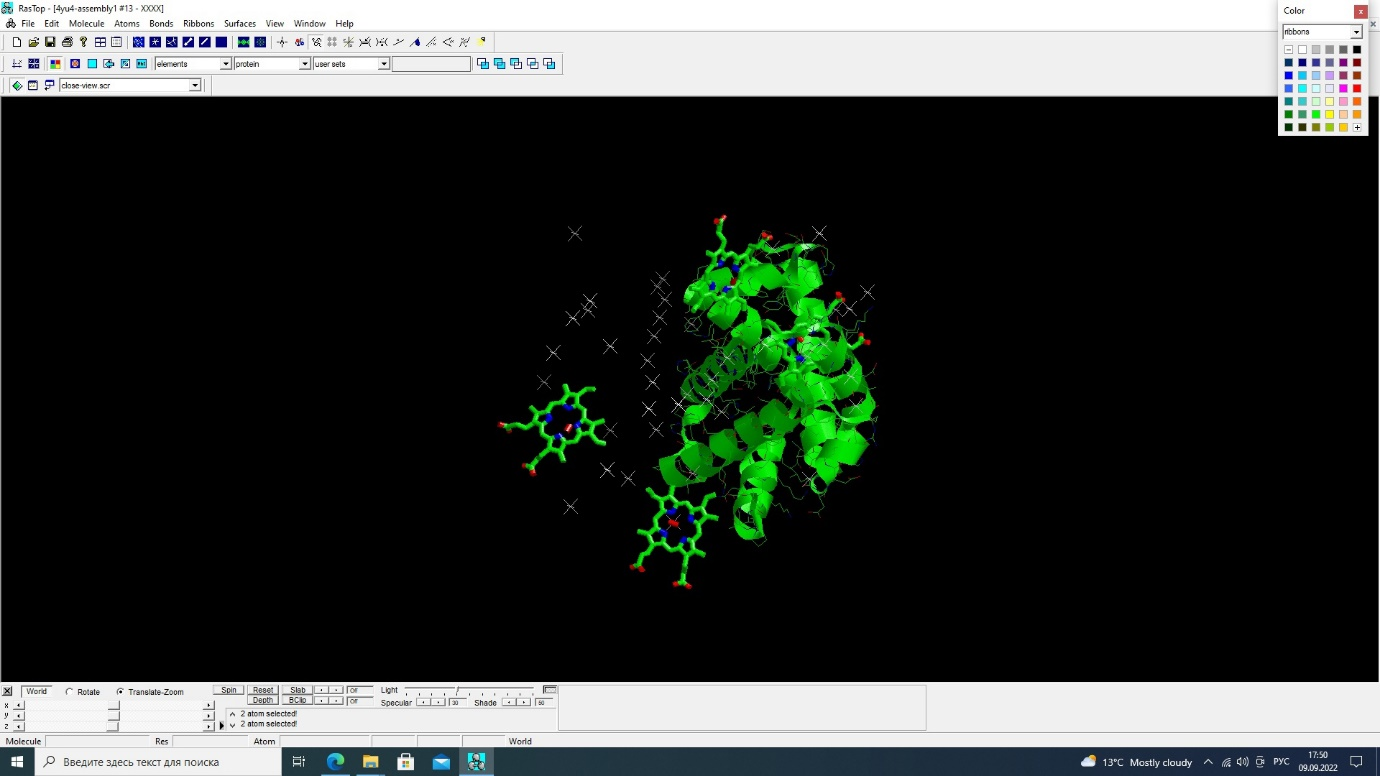 RasTop - [4yu4-assembly1 #13 - XXXX]
File Edit Molecule Atoms Bonds Ribbons Surfaces View Window Help
elements protein user sets
close-view.scr
Color
ribbons
World Rotate Translate-Zoom Spin Reset Slab Off Light
Depth BClip Off Specular 30 Shade 50
x
y 2 atom selected!
z 2 atom selected!
Molecule Res Atom World
Введите здесь текст для поиска
13°C Mostly cloudy РУС
17:50
09.09.2022